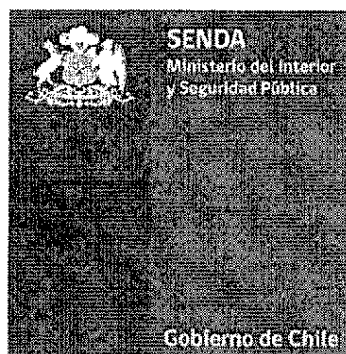 SENDA
Ministerio del Interior
y Seguridad Pública
Gobierno de Chile